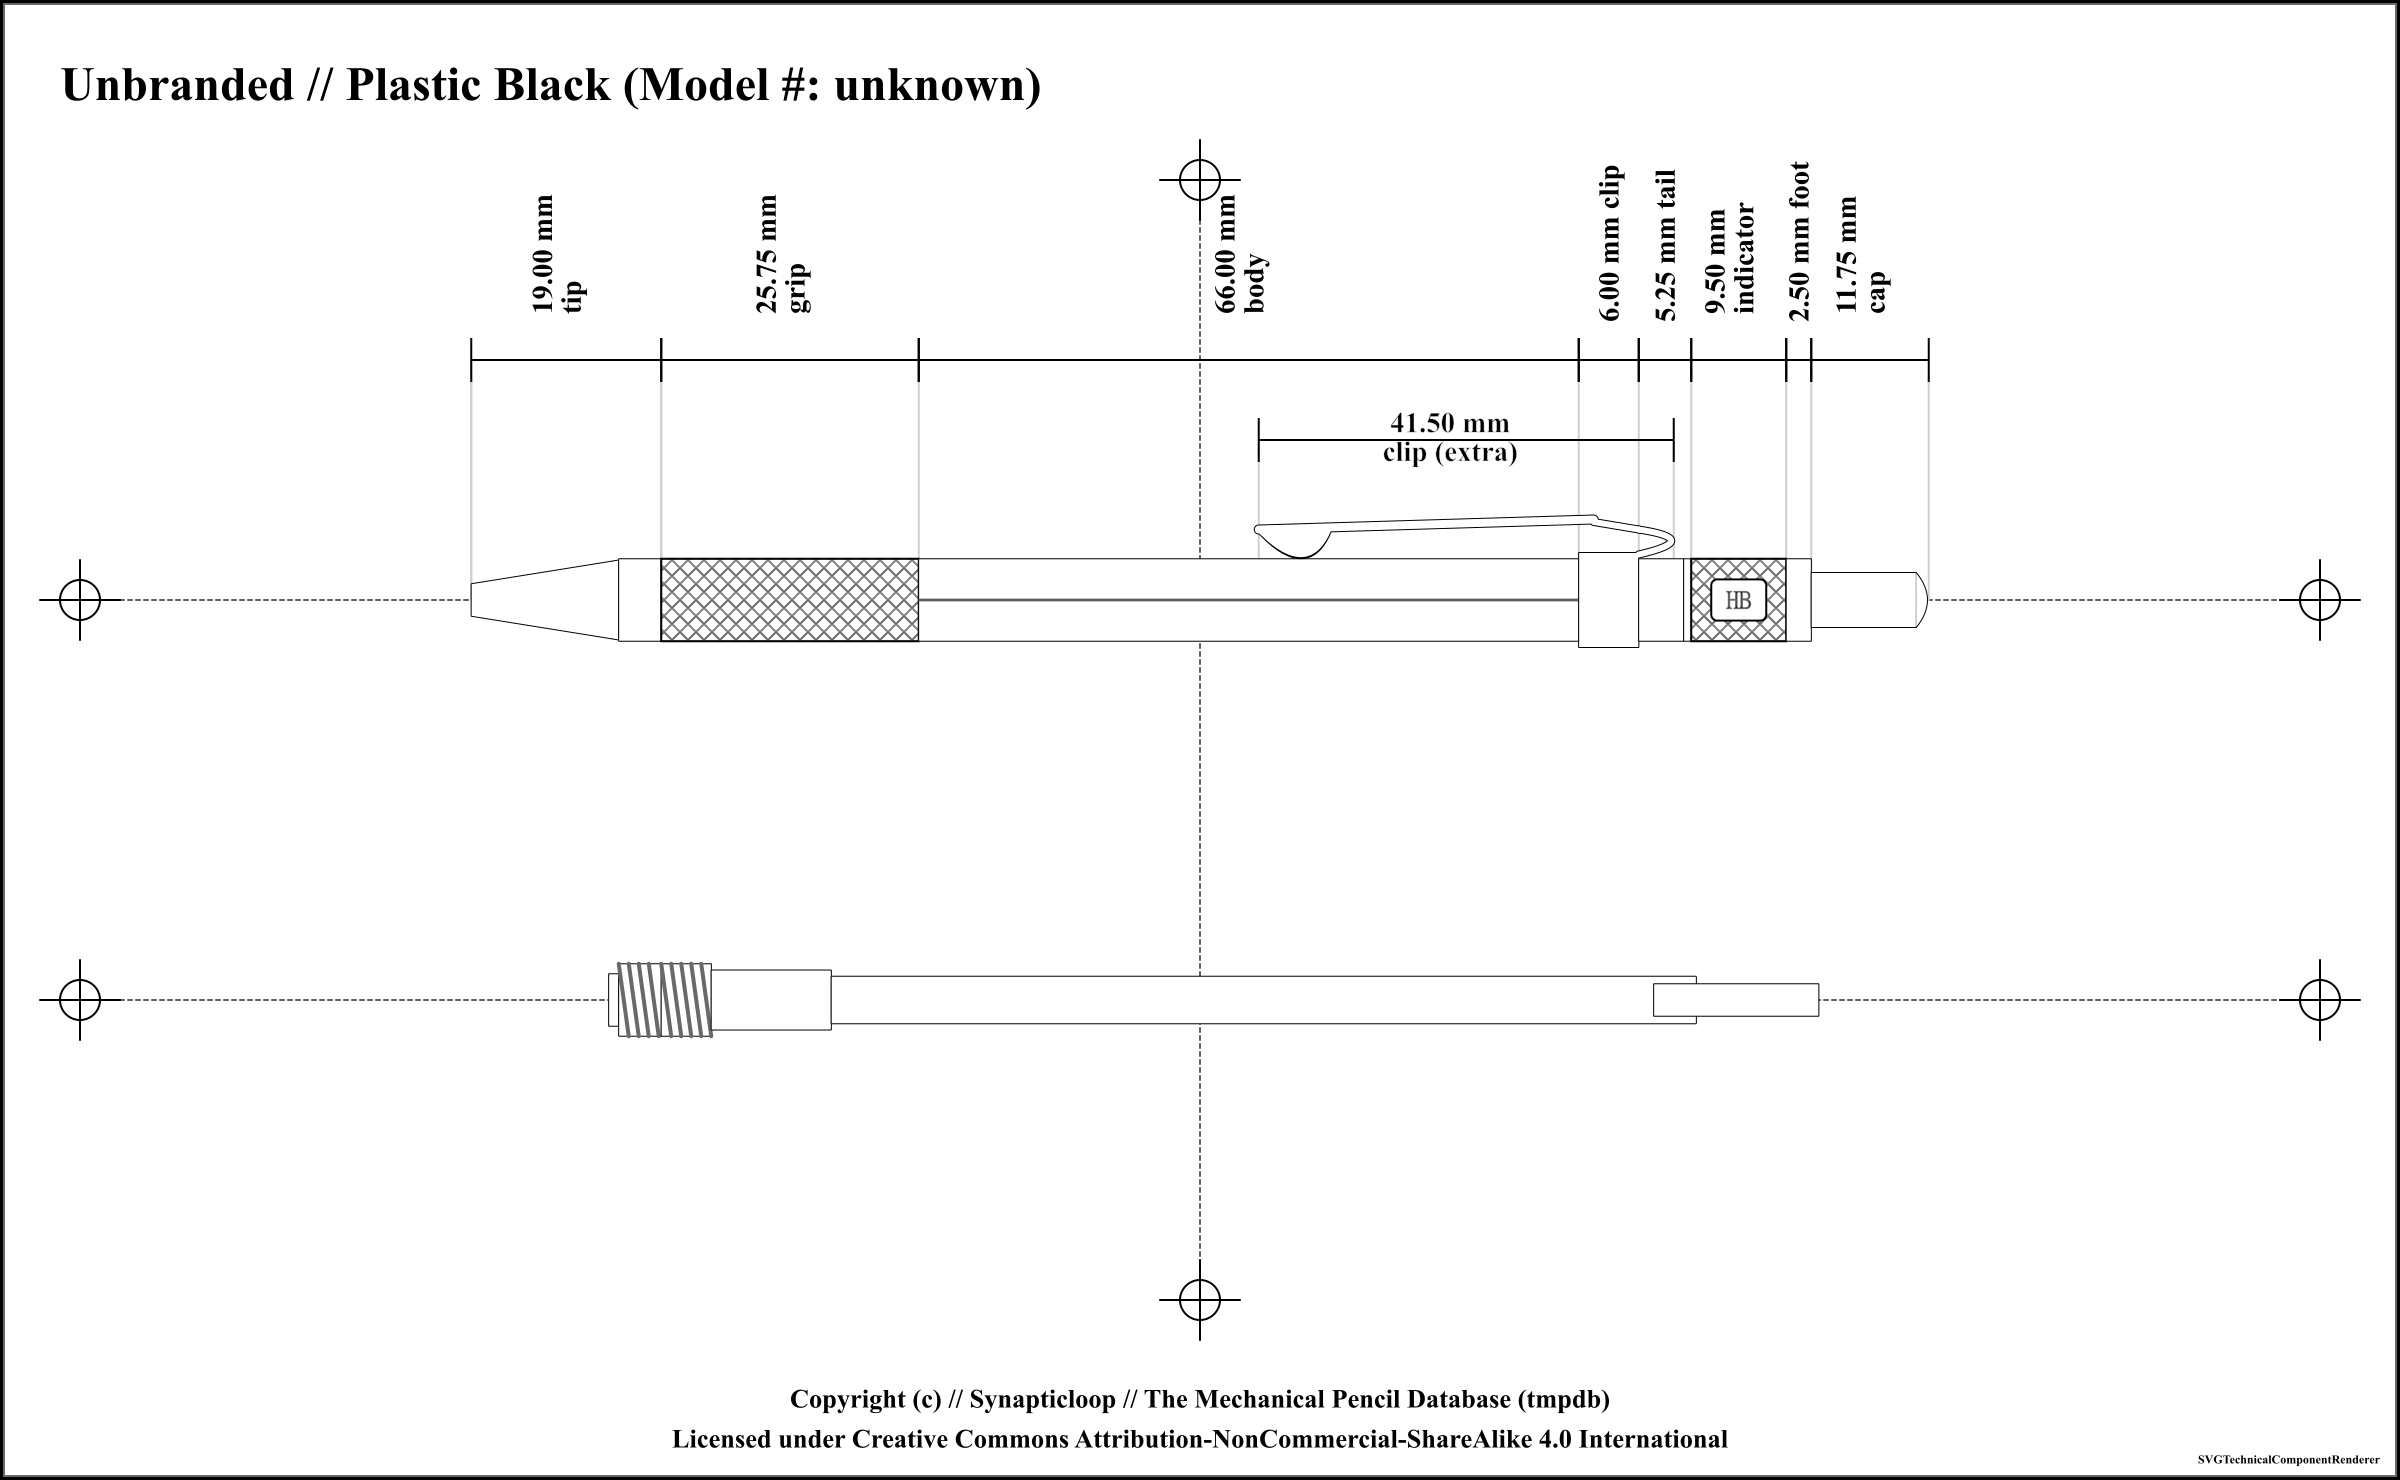 Unbranded // Plastic Black (Model #: unknown)
19.00 mm
tip
25.75 mm
grip
66.00 mm
body
6.00 mm clip
5.25 mm tail
9.50 mm
indicator
2.50 mm foot
11.75 mm
cap
41.50 mm
clip (extra)
HB
Copyright (c) // Synapticloop // The Mechanical Pencil Database (tmpdb)
Licensed under Creative Commons Attribution-NonCommercial-ShareAlike 4.0 International
SVGTechnicalComponentRenderer